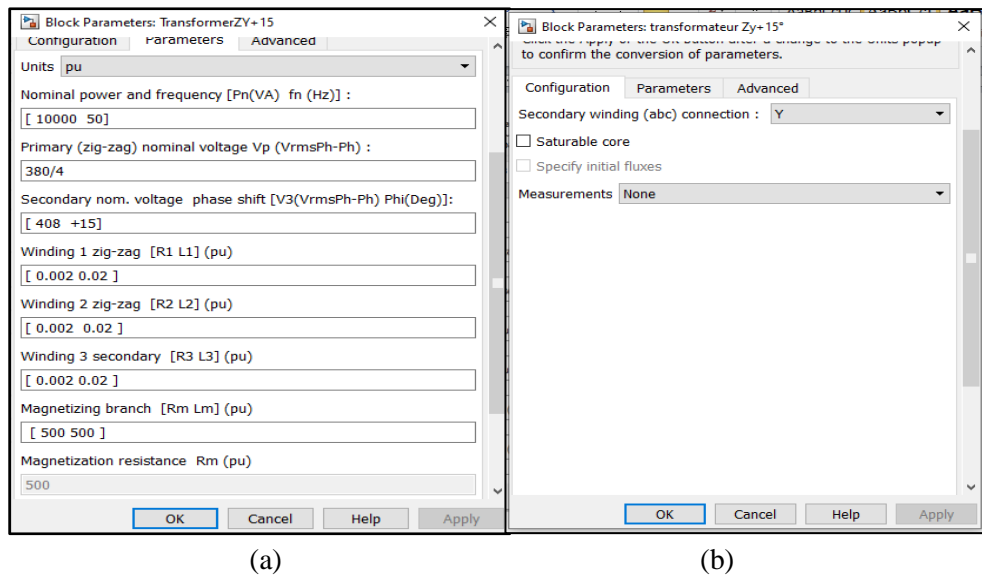 Block Parameters: TransformerZY+15
Configuration Parameters Advanced
Units pu
Nominal power and frequency [Pn(VA) fn (Hz)] :
[ 10000 50]
Primary (zig-zag) nominal voltage Vp (VrmsPh-Ph) :
380/4
Secondary nom. voltage phase shift [V3(VrmsPh-Ph) Phi(Deg)]:
[ 408 +15]
Winding 1 zig-zag [R1 L1] (pu)
[ 0.002 0.02 ]
Winding 2 zig-zag [R2 L2] (pu)
[ 0.002 0.02 ]
Winding 3 secondary [R3 L3] (pu)
[ 0.002 0.02 ]
Magnetizing branch [Rm Lm] (pu)
[ 500 500 ]
Magnetization resistance Rm (pu)
500
OK Cancel Help Apply
(a)
Block Parameters: transformateur Zy+15°
Click the Apply or the OK button after a change to the Units popup
to confirm the conversion of parameters.
Configuration Parameters Advanced
Secondary winding (abc) connection : Y
Saturable core
Specify initial fluxes
Measurements None
OK Cancel Help Apply
(b)